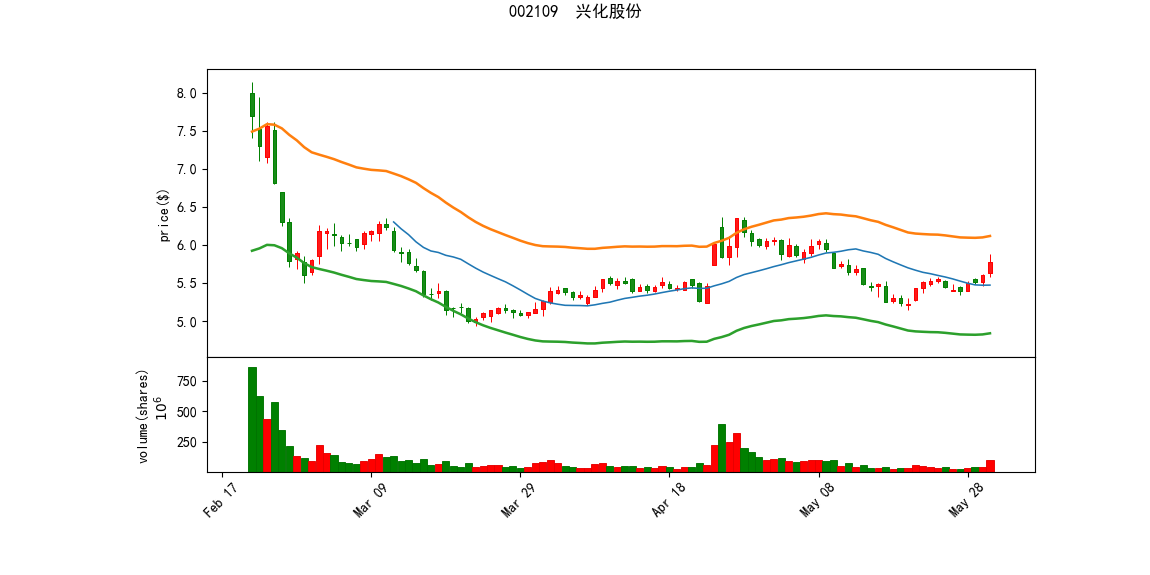 002109  兴化股份
price($)
8.0
7.5
7.0
6.5
6.0
5.5
5.0
volume(shares)
10^6
750
500
250
Feb 17
Mar 09
Mar 29
Apr 18
May 08
May 28